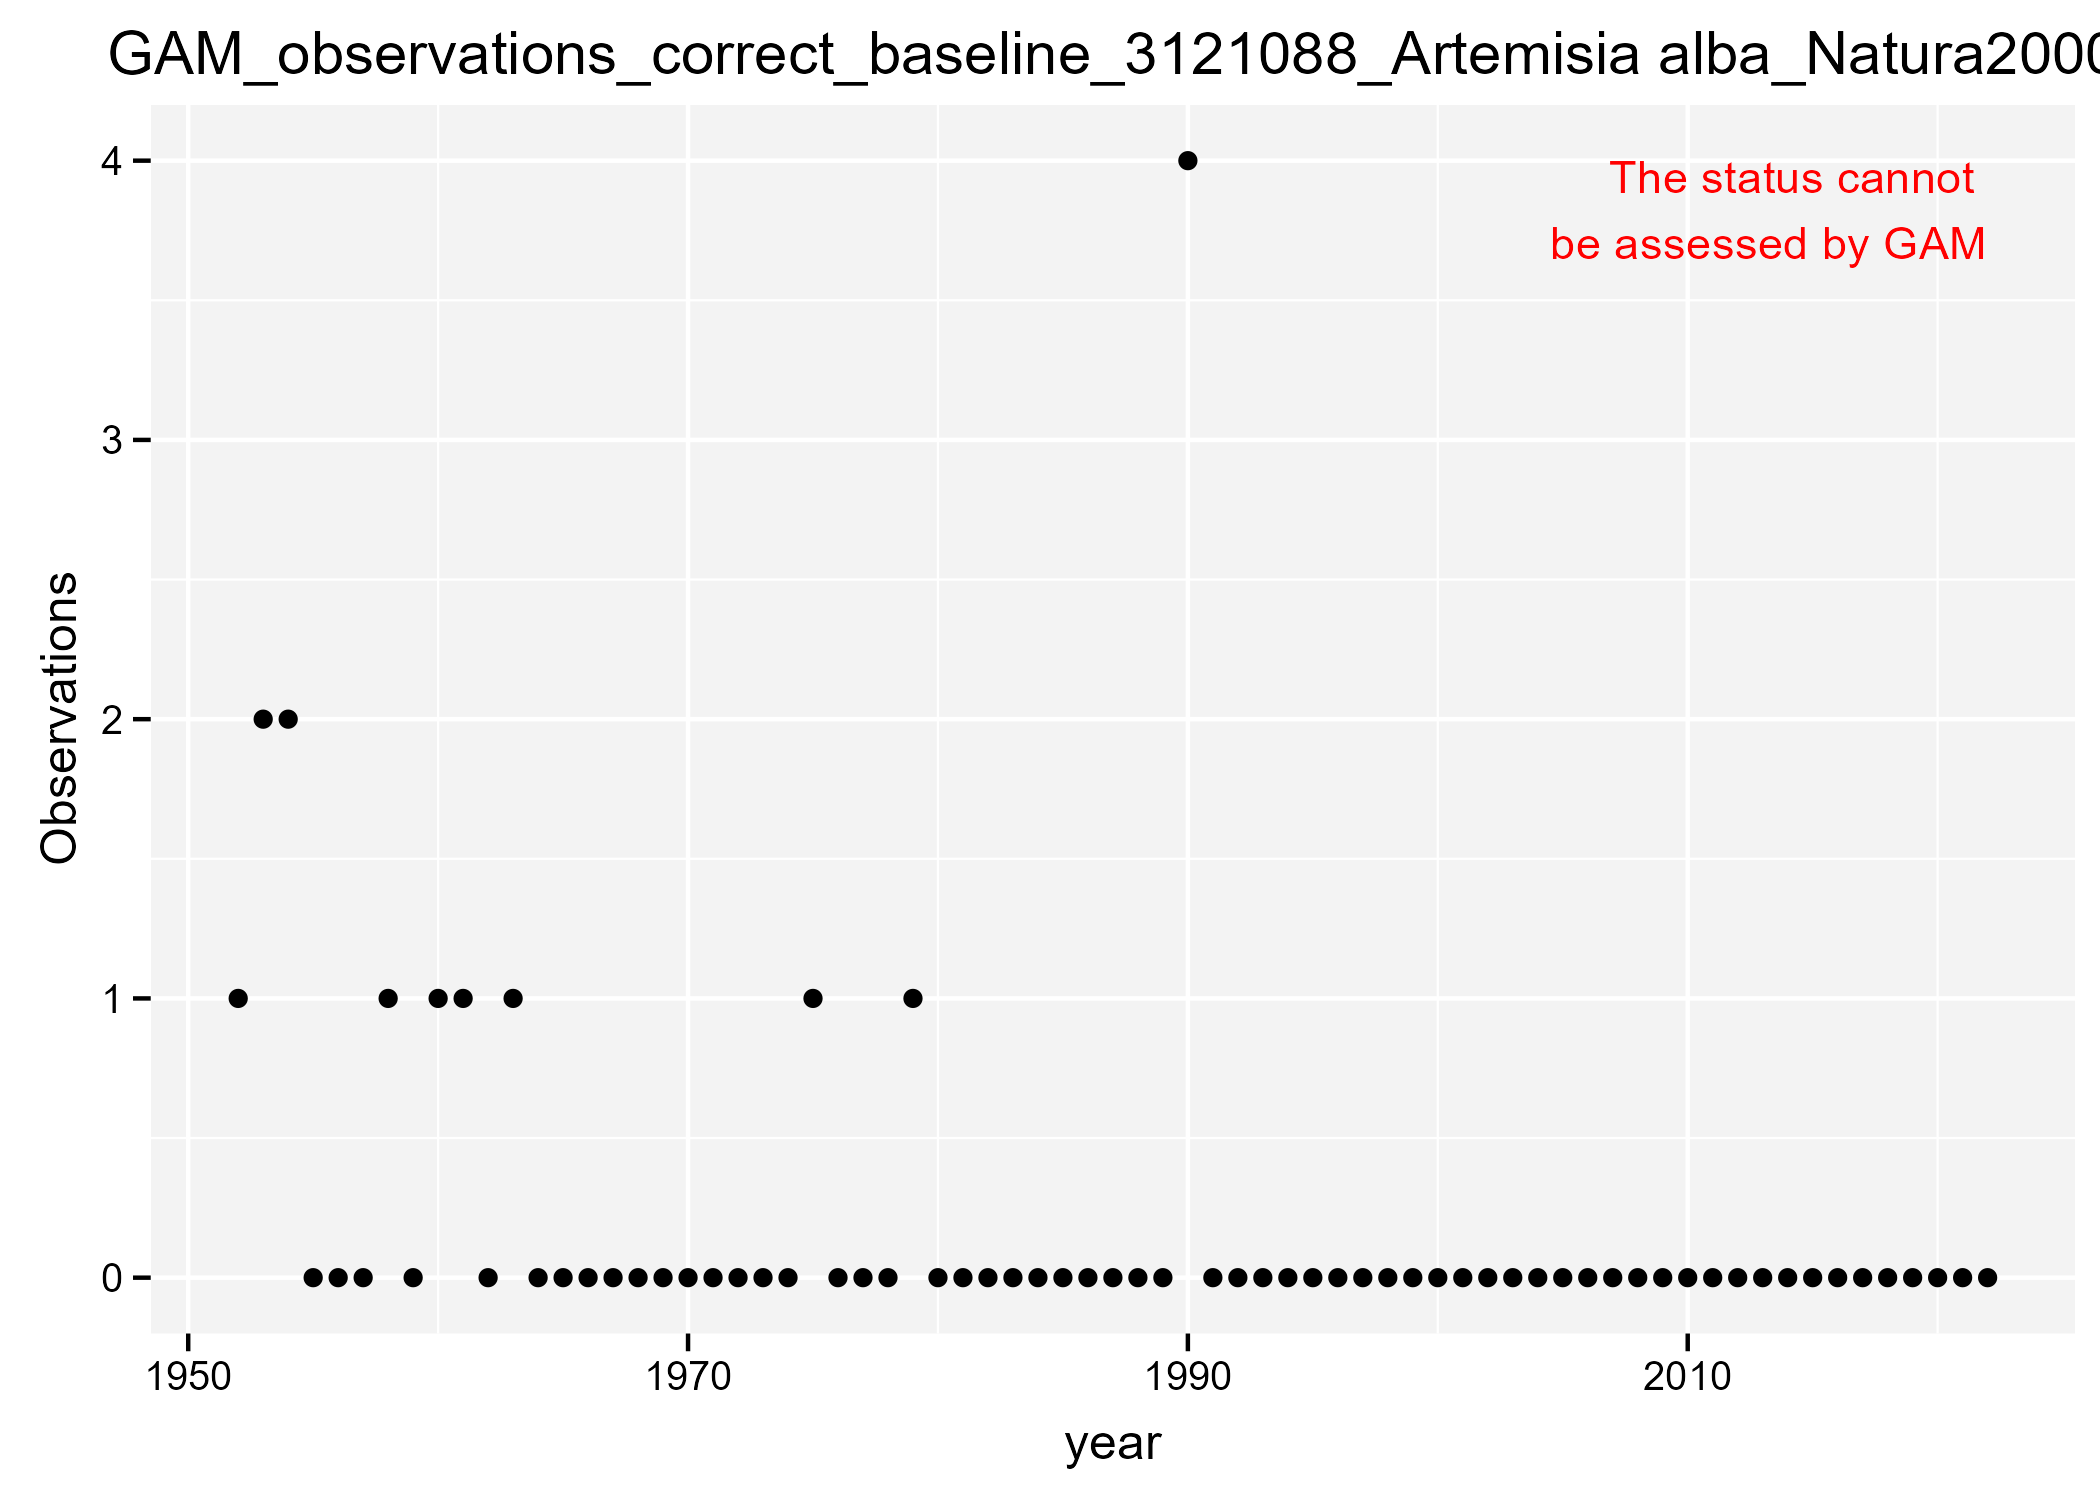 GAM_observations_correct_baseline_3121088_Artemisia alba_Natura2000
4
The status cannot
be assessed by GAM
3
Observations
2
1
0
1950 1970 1990 2010
year